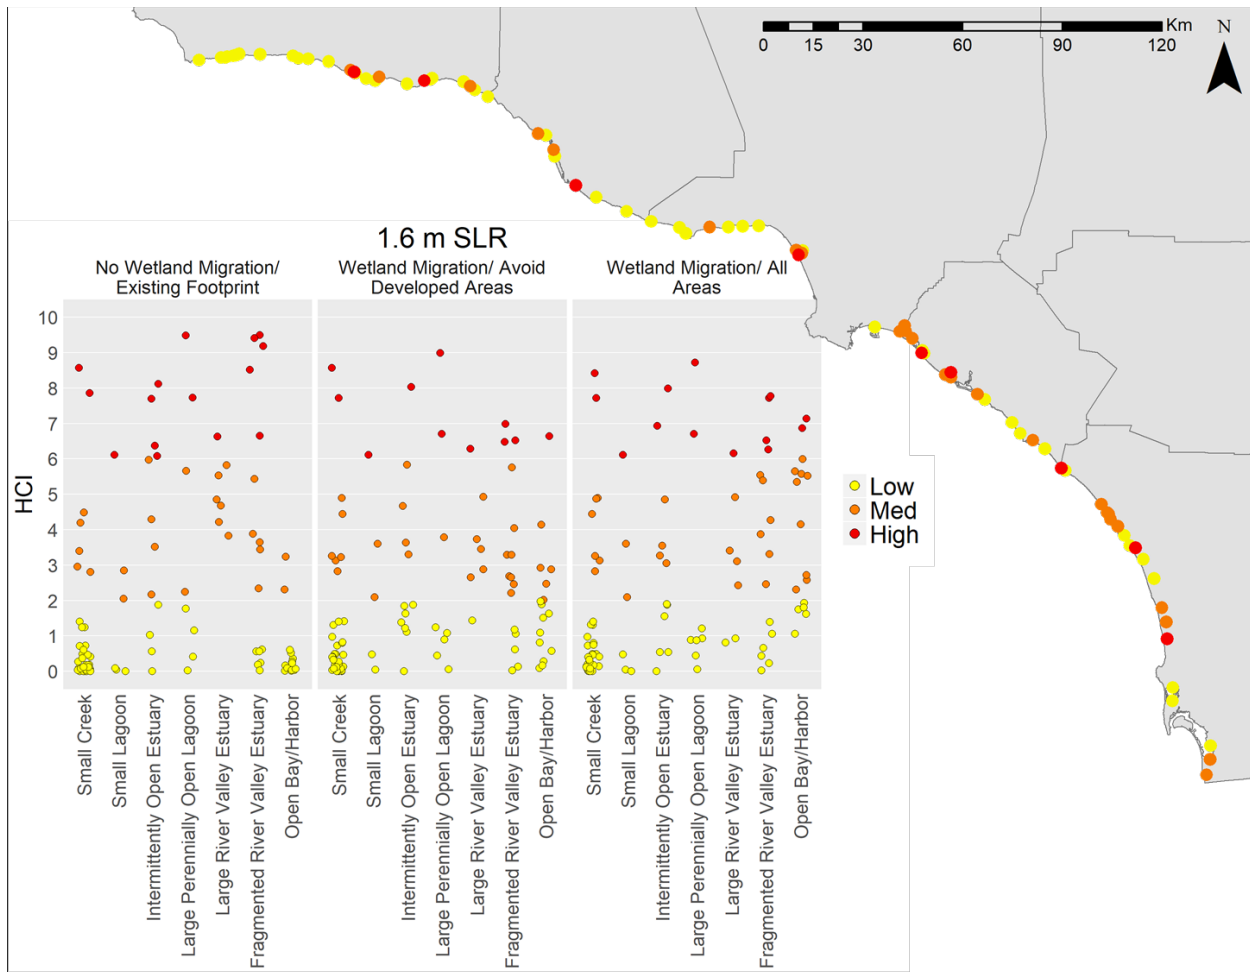 Km
N
0 15 30 60 90 120
1.6 m SLR
No Wetland Migration/
Existing Footprint
Wetland Migration/ Avoid
Developed Areas
Wetland Migration/ All
Areas
HCI
10
9
8
7
6
5
4
3
2
1
0
Small Creek
Small Lagoon
Intermittently Open Estuary
Large Perennially Open Lagoon
Large River Valley Estuary
Fragmented River Valley Estuary
Open Bay/Harbor
Small Creek
Small Lagoon
Intermittently Open Estuary
Large Perennially Open Lagoon
Large River Valley Estuary
Fragmented River Valley Estuary
Open Bay/Harbor
Small Creek
Small Lagoon
Intermittently Open Estuary
Large Perennially Open Lagoon
Large River Valley Estuary
Fragmented River Valley Estuary
Open Bay/Harbor
Low
Med
High